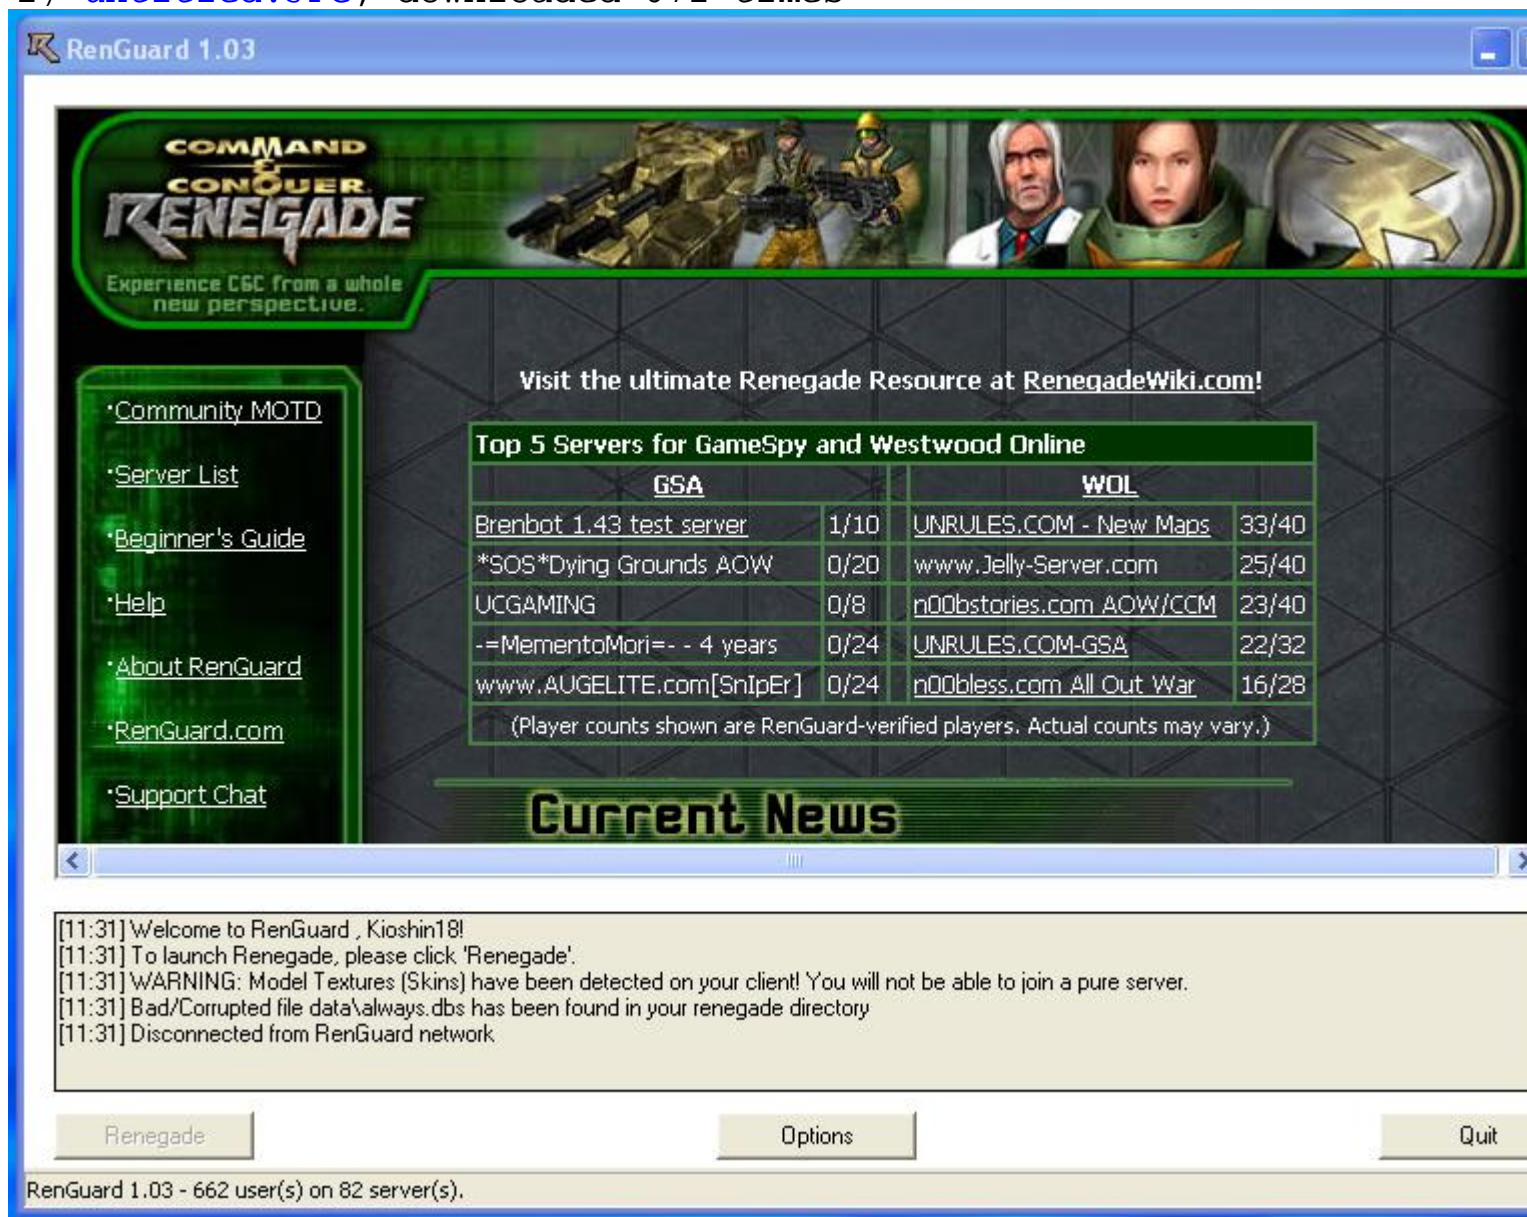 RenGuard 1.03
COMMAND
&
CONQUER
RENEGADE
Experience C&C from a whole
new perspective.
Visit the ultimate Renegade Resource at RenegadeWiki.com!
·Community MOTD
·Server List
·Beginner's Guide
·Help
·About RenGuard
·RenGuard.com
·Support Chat
Top 5 Servers for GameSpy and Westwood Online
GSA WOL
Brenbot 1.43 test server 1/10 UNRULES.COM - New Maps 33/40
*SOS*Dying Grounds AOW 0/20 www.Jelly-Server.com 25/40
UCGAMING 0/8 n00bstories.com AOW/CCM 23/40
-=MementoMori=- - 4 years 0/24 UNRULES.COM-GSA 22/32
www.AUGELITE.com[SnIpEr] 0/24 n00bless.com All Out War 16/28
(Player counts shown are RenGuard-verified players. Actual counts may vary.)
Current News
[11:31] Welcome to RenGuard , Kioshin18!
[11:31] To launch Renegade, please click 'Renegade'.
[11:31] WARNING: Model Textures (Skins) have been detected on your client! You will not be able to join a pure server.
[11:31] Bad/Corrupted file data\always.dbs has been found in your renegade directory
[11:31] Disconnected from RenGuard network
Renegade Options Quit
RenGuard 1.03 - 662 user(s) on 82 server(s).